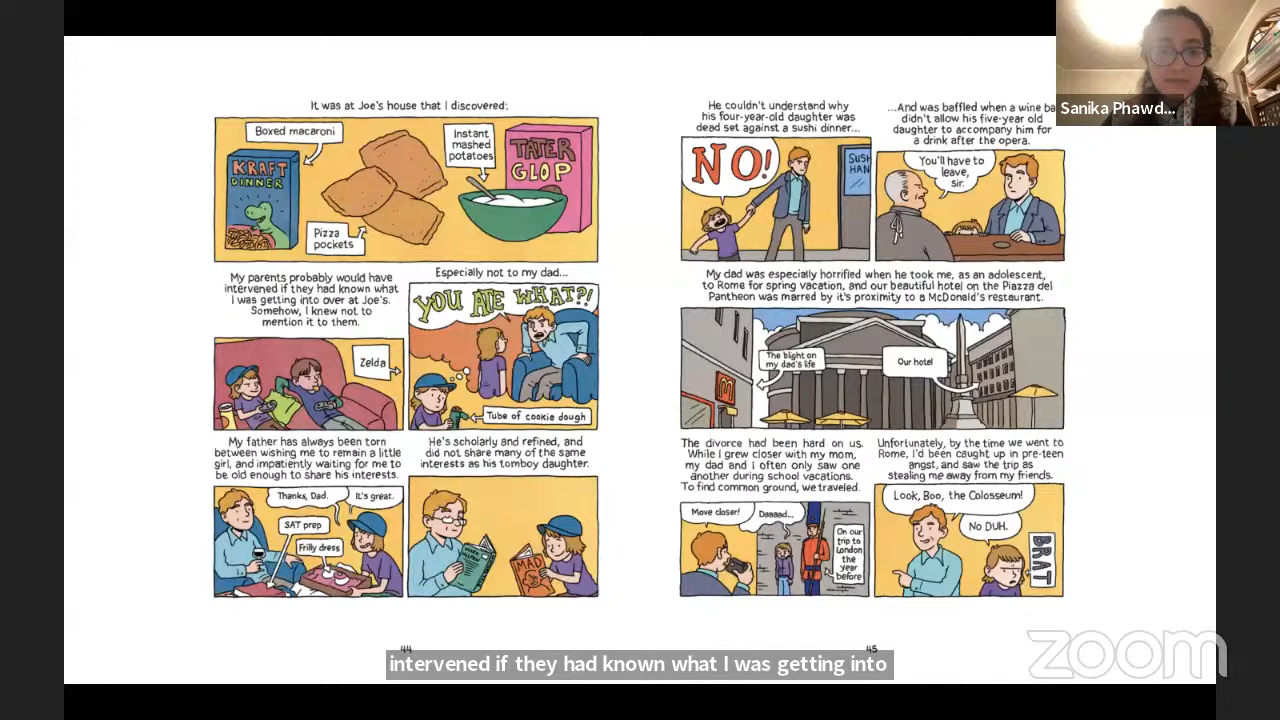 Sanika Phawd...
It was at Joe's house that I discovered:
Boxed macaroni
Instant
mashed
potatoes
KRAFT
DINNER
TATER
GLOP
Pizza
pockets
My parents probably would have
intervened if they had known what
I was getting into over at Joe's.
Somehow, I knew not to
mention it to them.
Zelda
Especially not to my dad...
YOU ATE WHAT?!
Tube of cookie dough
My father has always been torn
between wishing me to remain a little
girl, and impatiently waiting for me to
be old enough to share his interests.
Thanks, Dad.
It's great.
SAT prep
Frilly dress
He's scholarly and refined, and
did not share many of the same
interests as his tomboy daughter.
MAD
44
He couldn't understand why
his four-year-old daughter was
dead set against a sushi dinner...
NO!
SUSH
HAN
...And was baffled when a wine ba
didn't allow his five-year old
daughter to accompany him for
a drink after the opera.
You'll have to
leave,
sir.
My dad was especially horrified when he took me, as an adolescent,
to Rome for spring vacation, and our beautiful hotel on the Piazza del
Pantheon was marred by it's proximity to a McDonald's restaurant.
The blight on
my dad's life
Our hotel
The divorce had been hard on us.
While I grew closer with my mom,
my dad and I often only saw one
another during school vacations.
To find common ground, we traveled.
Move closer!
Daaaad...
On our
trip to
London
the
year
before
Unfortunately, by the time we went to
Rome, I'd been caught up in pre-teen
angst, and saw the trip as
stealing me away from my friends.
Look, Boo, the Colosseum!
No DUH.
BRAT
45
intervened if they had known what I was getting into
zoom